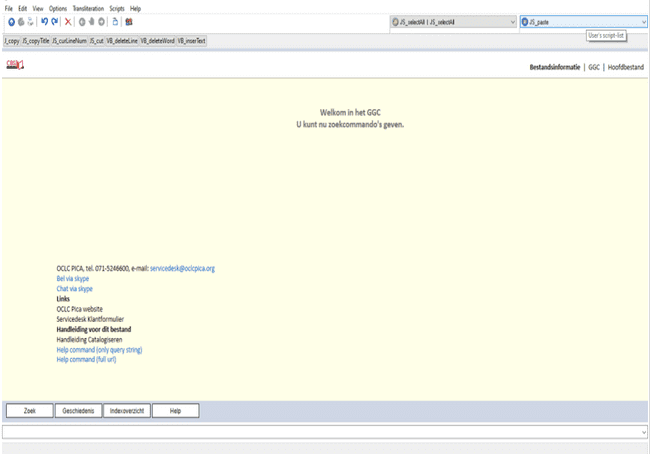 File Edit View Options Transliteration Scripts Help
JS_selectAll | JS_selectAll JS_paste
User's script-list
I_copy JS_copyTitle JS_curLineNum JS_cut VB_deleteLine VB_deleteWord VB_inserText
CBS
Bestandsinformatie | GGC | Hoofdbestand
Welkom in het GGC
U kunt nu zoekcommando's geven.
OCLC PICA, tel. 071-5246600, e-mail: servicedesk@oclcpica.org
Bel via skype
Chat via skype
Links
OCLC Pica website
Servicedesk Klantformulier
Handleiding voor dit bestand
Handleiding Catalogiseren
Help command (only query string)
Help command (full url)
Zoek Geschiedenis Indexoverzicht Help